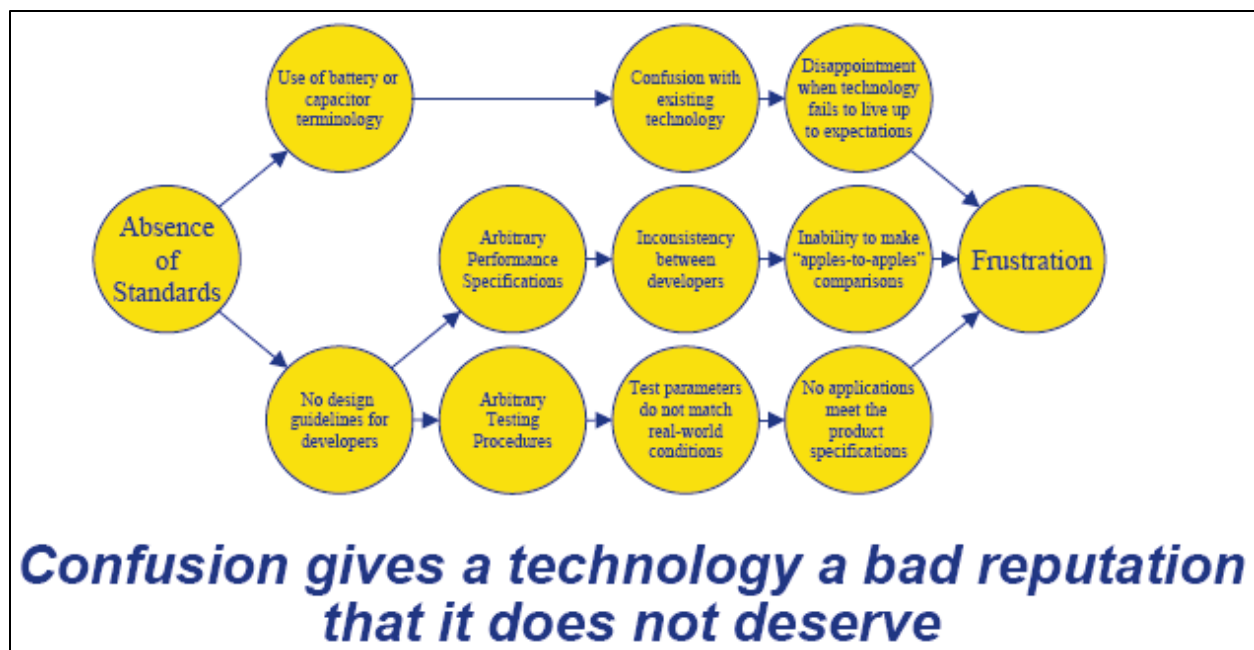 Use of battery or
capacitor
terminology
Confusion with
existing
technology
Disappointment
when technology
fails to live up
to expectations
Absence
of
Standards
Arbitrary
Performance
Specifications
Inconsistency
between
developers
Inability to make
“apples-to-apples”
comparisons
Frustration
No design
guidelines for
developers
Arbitrary
Testing
Procedures
Test parameters
do not match
real-world
conditions
No applications
meet the
product
specifications
Confusion gives a technology a bad reputation
that it does not deserve